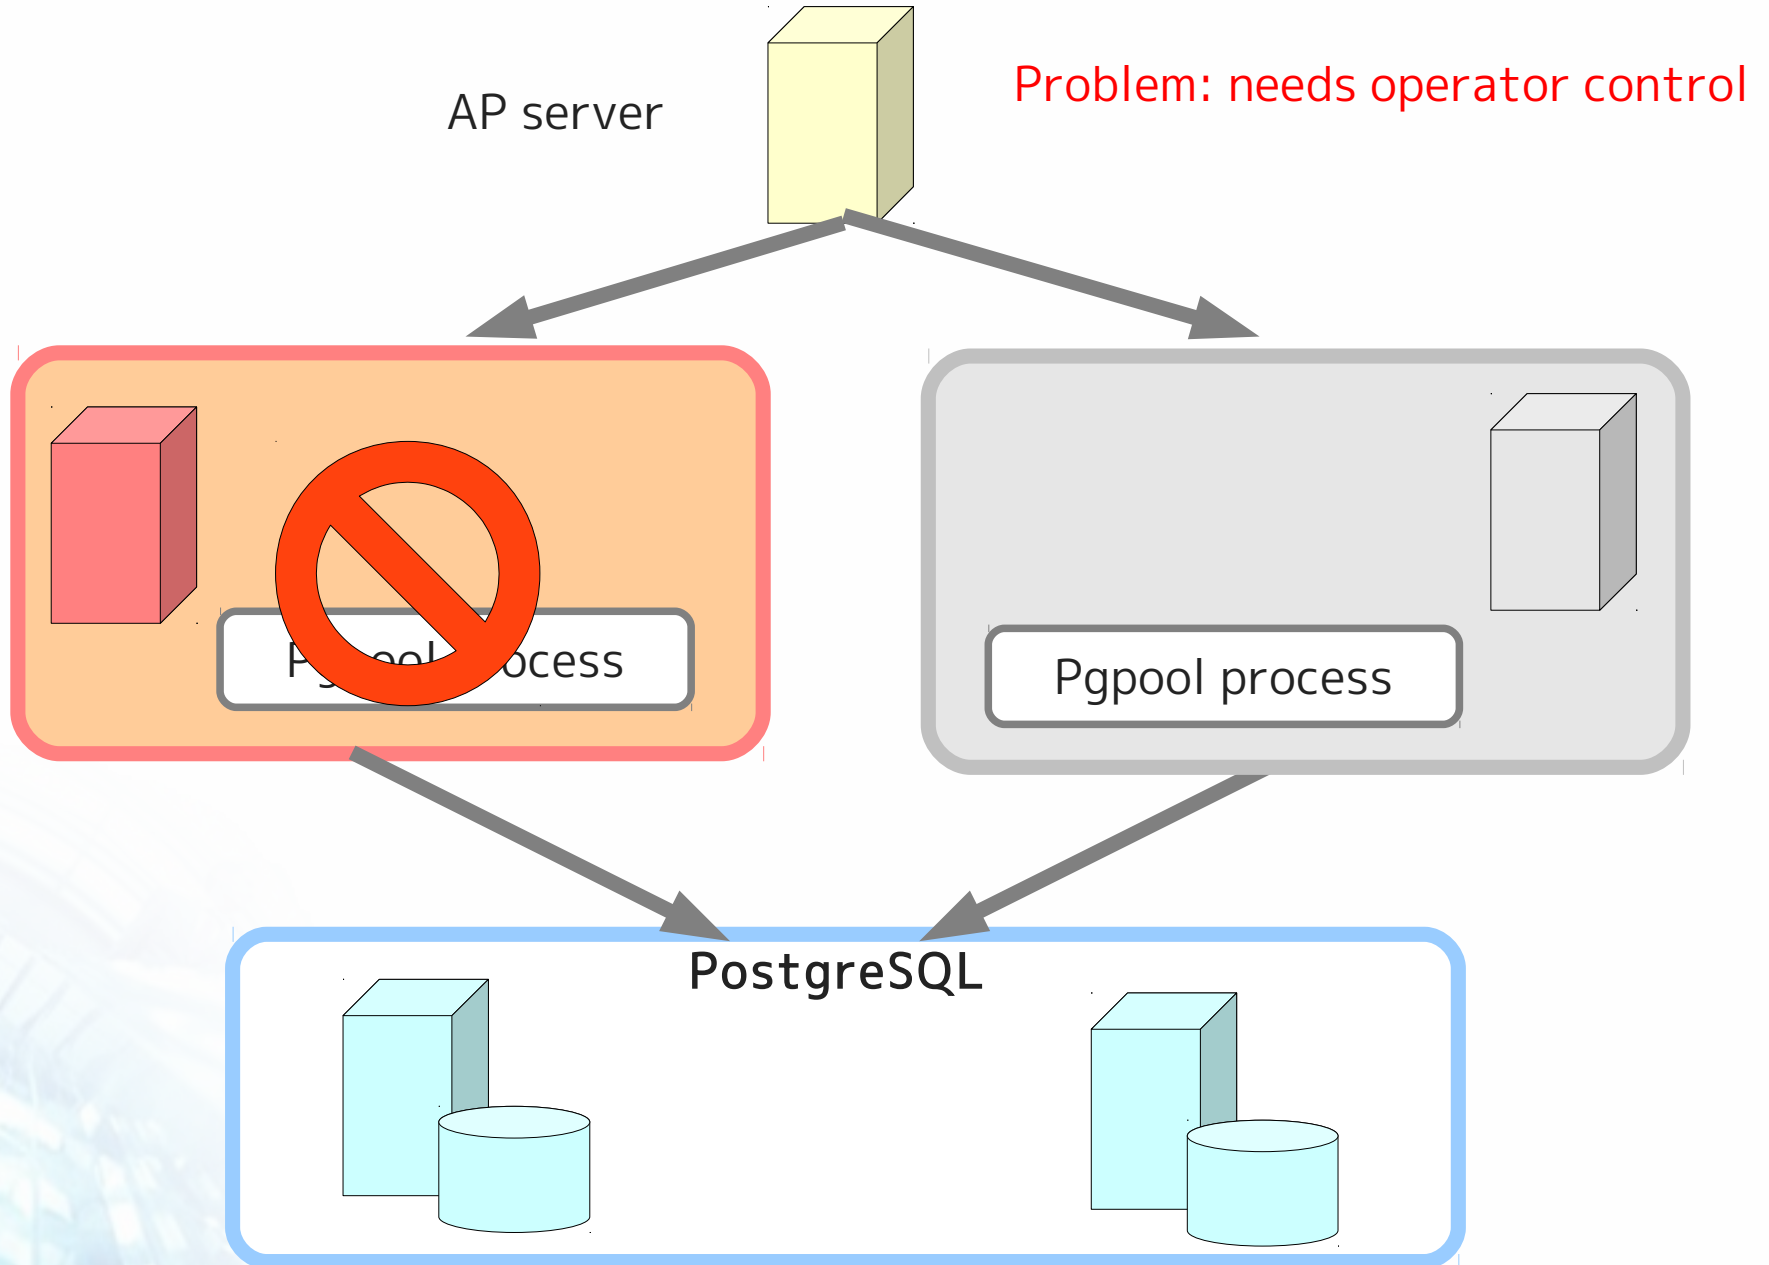 AP server
Problem: needs operator control
Pgpool process
PostgreSQL